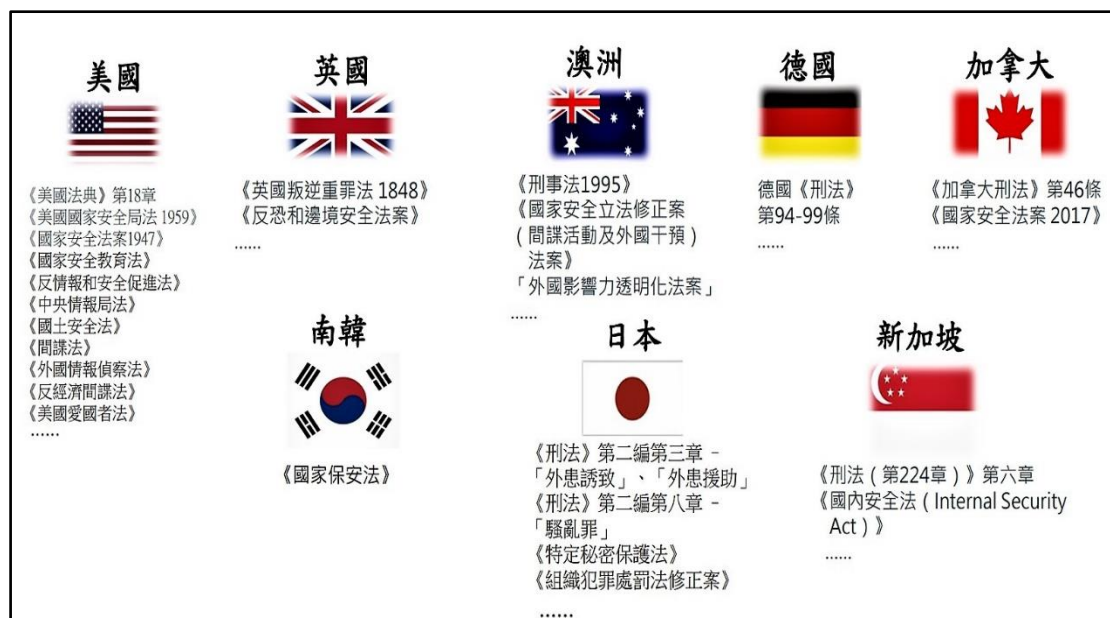 美國
《美國法典》第18章
《美國國家安全局法 1959》
《國家安全法案1947》
《國家安全教育法》
《反情報和安全促進法》
《中央情報局法》
《國土安全法》
《間諜法》
《外國情報偵察法》
《反經濟間諜法》
《美國愛國者法》
......
英國
《英國叛逆重罪法 1848》
《反恐和邊境安全法案》
......
澳洲
《刑事法1995》
《國家安全立法修正案
(間諜活動及外國干預)
法案》
「外國影響力透明化法案」
......
德國
德國《刑法》
第94-99條
......
加拿大
《加拿大刑法》第46條
《國家安全法案 2017》
......
南韓
《國家保安法》
日本
《刑法》第二編第三章 –
「外患誘致」、「外患援助」
《刑法》第二編第八章 –
「騷亂罪」
《特定秘密保護法》
《組織犯罪處罰法修正案》
......
新加坡
《刑法(第224章)》第六章
《國內安全法(Internal Security
Act)》
......